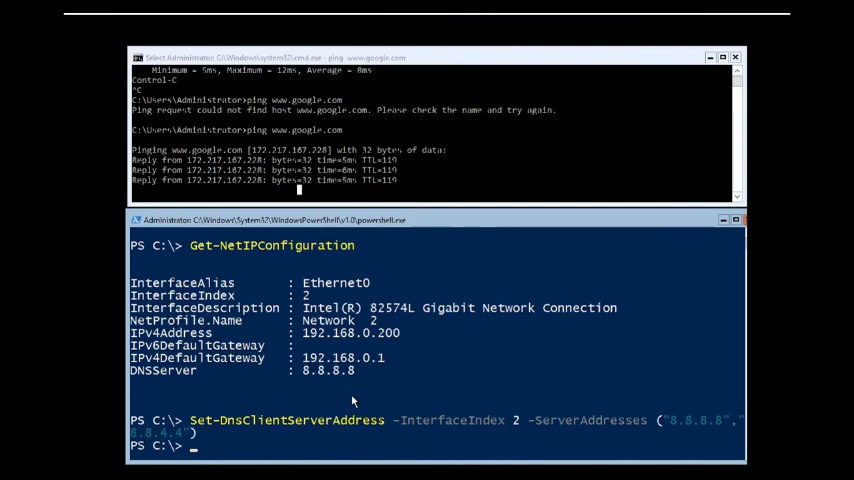 Select Administrator: C:\Windows\system32\cmd.exe - ping www.google.com
Minimum = 5ms, Maximum = 12ms, Average = 8ms
Control-C
^C
C:\Users\Administrator>ping www.google.com
Ping request could not find host www.google.com. Please check the name and try again.
C:\Users\Administrator>ping www.google.com
Pinging www.google.com [172.217.167.228] with 32 bytes of data:
Reply from 172.217.167.228: bytes=32 time=5ms TTL=119
Reply from 172.217.167.228: bytes=32 time=6ms TTL=119
Reply from 172.217.167.228: bytes=32 time=5ms TTL=119
Administrator: C:\Windows\System32\WindowsPowerShell\v1.0\powershell.exe
PS C:\> Get-NetIPConfiguration
InterfaceAlias : Ethernet0
InterfaceIndex : 2
InterfaceDescription : Intel(R) 82574L Gigabit Network Connection
NetProfile.Name : Network 2
IPv4Address : 192.168.0.200
IPv6DefaultGateway :
IPv4DefaultGateway : 192.168.0.1
DNSServer : 8.8.8.8
PS C:\> Set-DnsClientServerAddress -InterfaceIndex 2 -ServerAddresses ("8.8.8.8","
8.8.4.4")
PS C:\> _